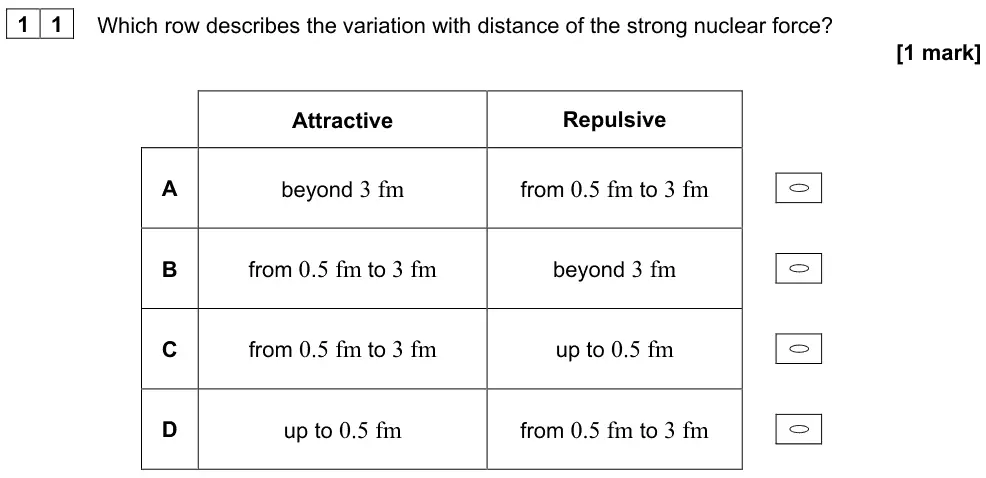 1 1 Which row describes the variation with distance of the strong nuclear force?
[1 mark]
Attractive Repulsive
A beyond 3 fm from 0.5 fm to 3 fm
B from 0.5 fm to 3 fm beyond 3 fm
C from 0.5 fm to 3 fm up to 0.5 fm
D up to 0.5 fm from 0.5 fm to 3 fm